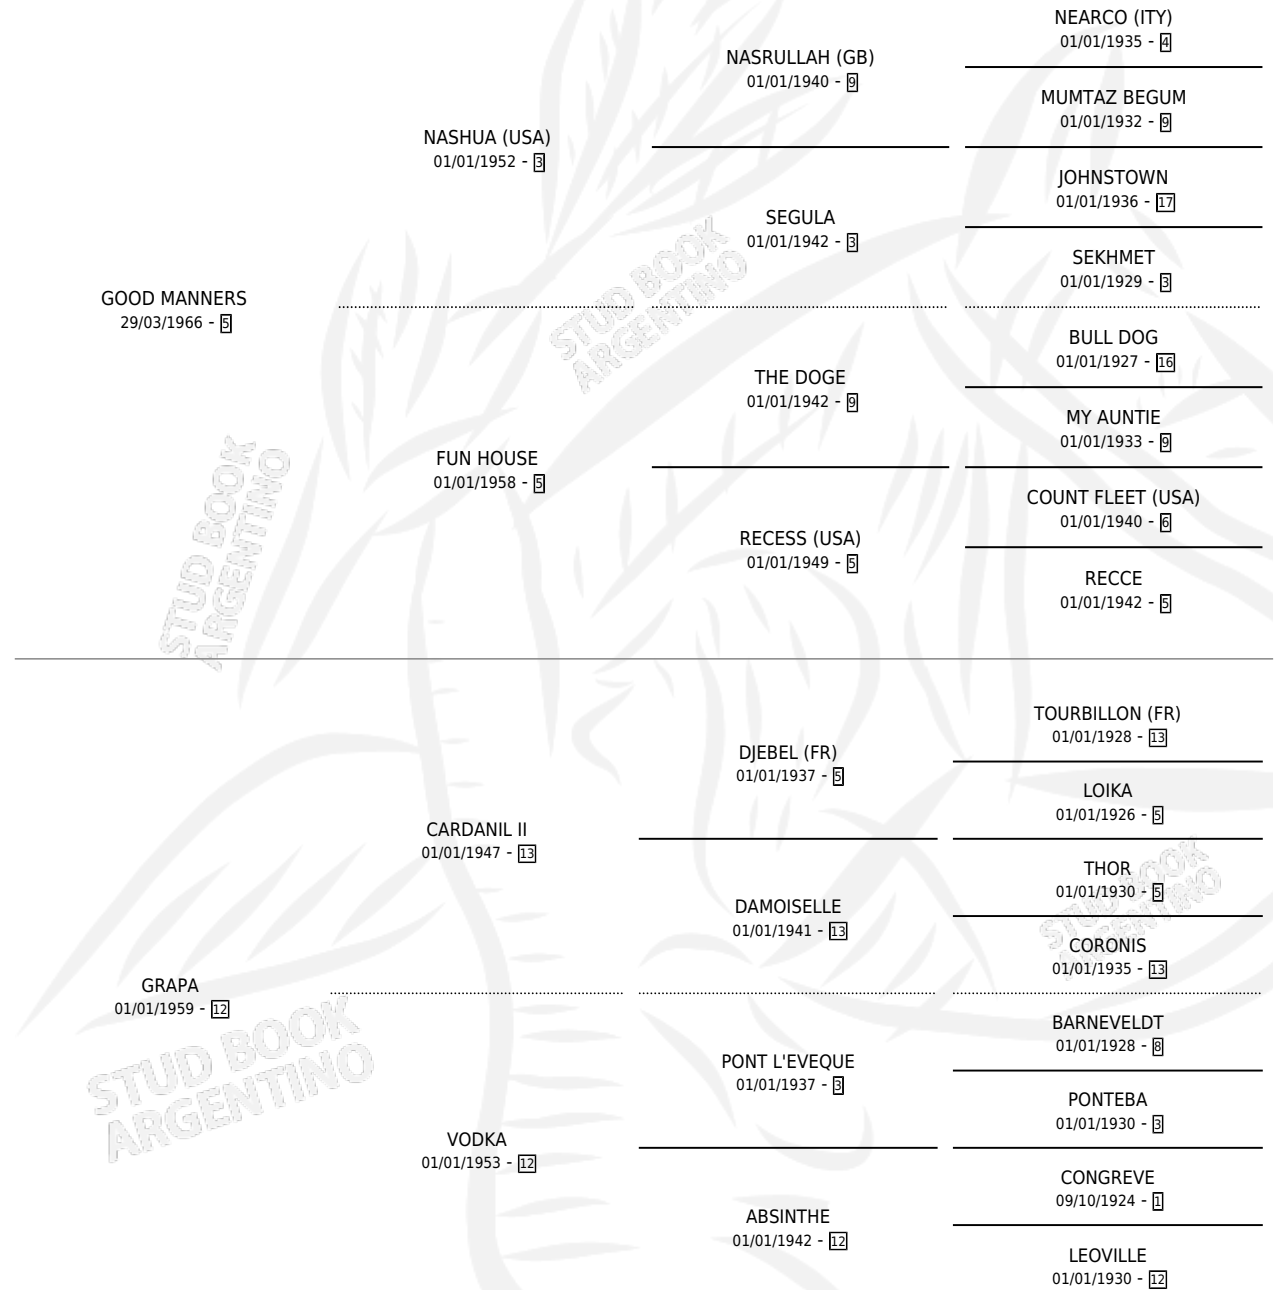 NEARCO (ITY)
01/01/1935 - 4
NASRULLAH (GB)
01/01/1940 - 9
MUMTAZ BEGUM
01/01/1932 - 9
NASHUA (USA)
01/01/1952 - 3
JOHNSTOWN
01/01/1936 - 17
SEGULA
01/01/1942 - 3
SEKHMET
01/01/1929 - 3
GOOD MANNERS
29/03/1966 - 5
BULL DOG
01/01/1927 - 16
THE DOGE
01/01/1942 - 9
MY AUNTIE
01/01/1933 - 9
FUN HOUSE
01/01/1958 - 5
COUNT FLEET (USA)
01/01/1940 - 6
RECESS (USA)
01/01/1949 - 5
RECCE
01/01/1942 - 5
TOURBILLON (FR)
01/01/1928 - 13
DJEBEL (FR)
01/01/1937 - 5
LOIKA
01/01/1926 - 5
CARDANIL II
01/01/1947 - 13
THOR
01/01/1930 - 5
DAMOISELLE
01/01/1941 - 13
CORONIS
01/01/1935 - 13
GRAPA
01/01/1959 - 12
BARNEVELDT
01/01/1928 - 8
PONT L'EVEQUE
01/01/1937 - 3
PONTEBA
01/01/1930 - 3
VODKA
01/01/1953 - 12
CONGREVE
09/10/1924 - 1
ABSINTHE
01/01/1942 - 12
LEOVILLE
01/01/1930 - 12
STUD BOOK
ARGENTINO
STUD BOOK
ARGENTINO
STUD BOOK
ARGENTINO
STUD BOOK
ARGENTINO